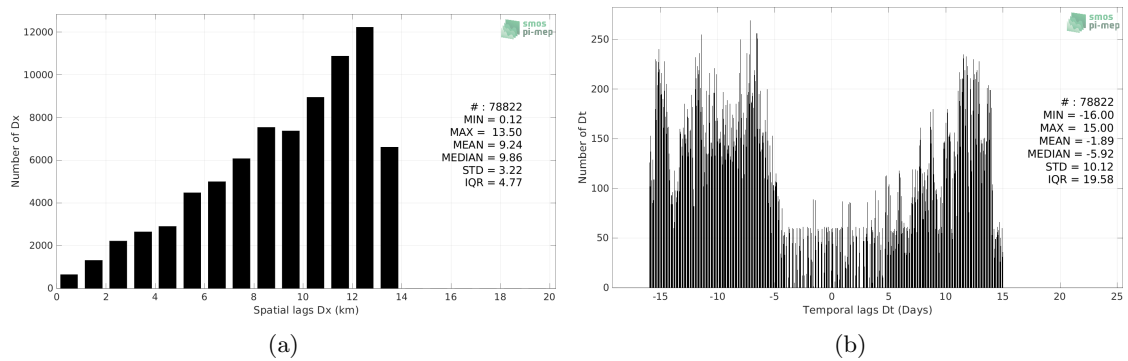 smos
pi-mep
12000
10000
8000
6000
4000
2000
0
Number of Dx
# : 78822
MIN = 0.12
MAX = 13.50
MEAN = 9.24
MEDIAN = 9.86
STD = 3.22
IQR = 4.77
0 2 4 6 8 10 12 14 16 18 20
Spatial lags Dx (km)
(a)
smos
pi-mep
250
200
150
100
50
0
Number of Dt
# : 78822
MIN = -16.00
MAX = 15.00
MEAN = -1.89
MEDIAN = -5.92
STD = 10.12
IQR = 19.58
-15 -10 -5 0 5 10 15 20 25
Temporal lags Dt (Days)
(b)